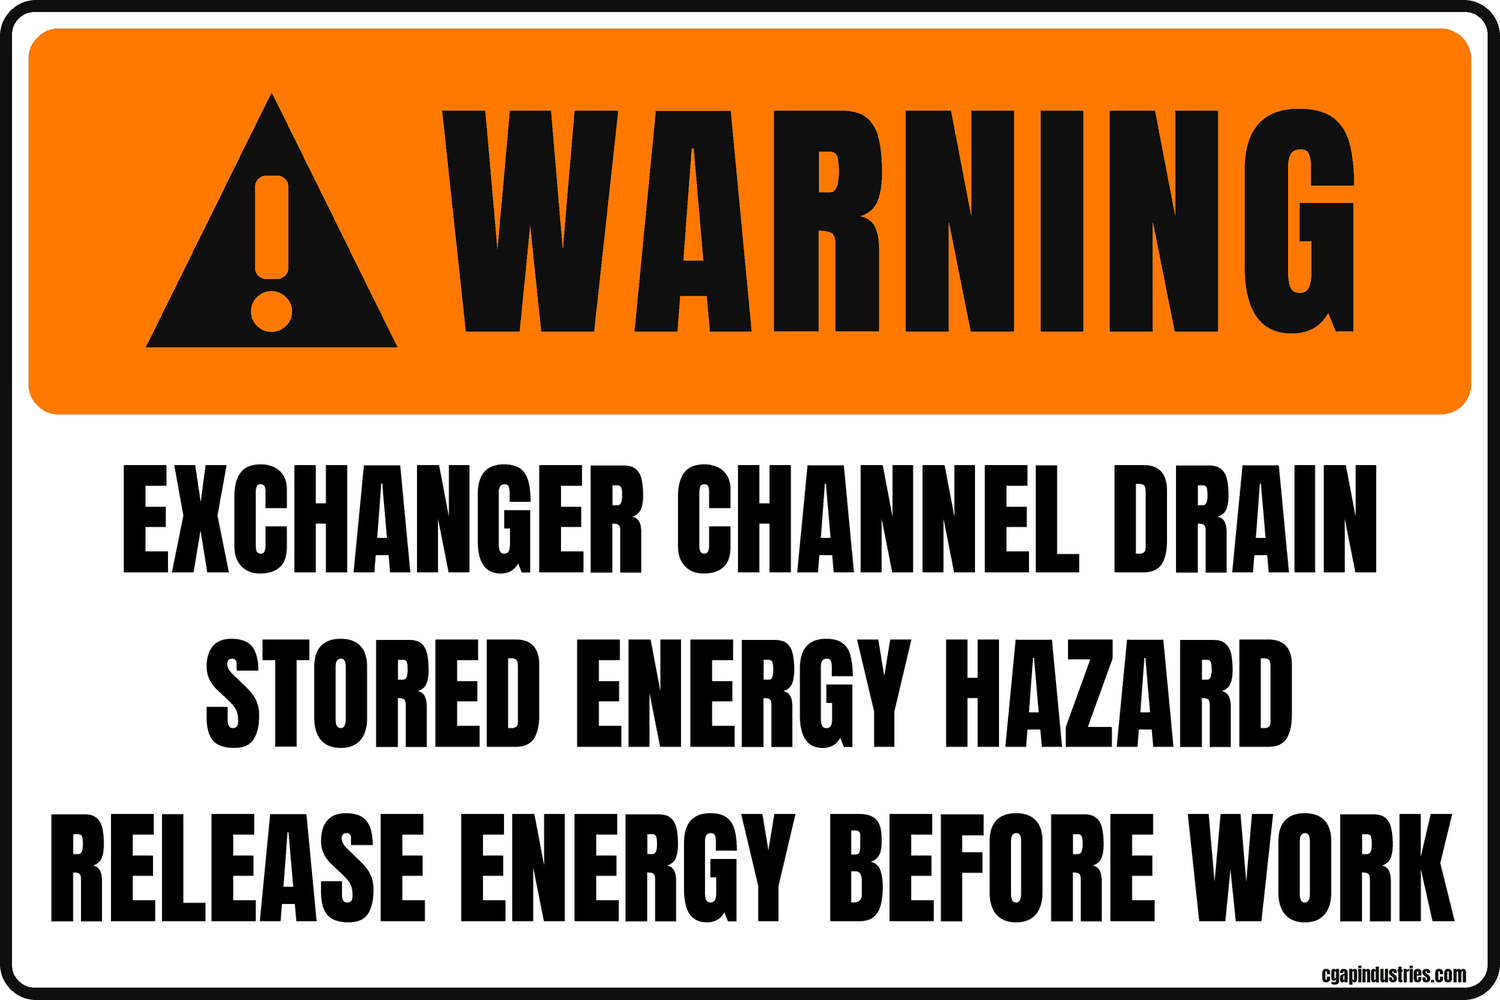 WARNING
EXCHANGER CHANNEL DRAIN
STORED ENERGY HAZARD
RELEASE ENERGY BEFORE WORK
cgapindustries.com